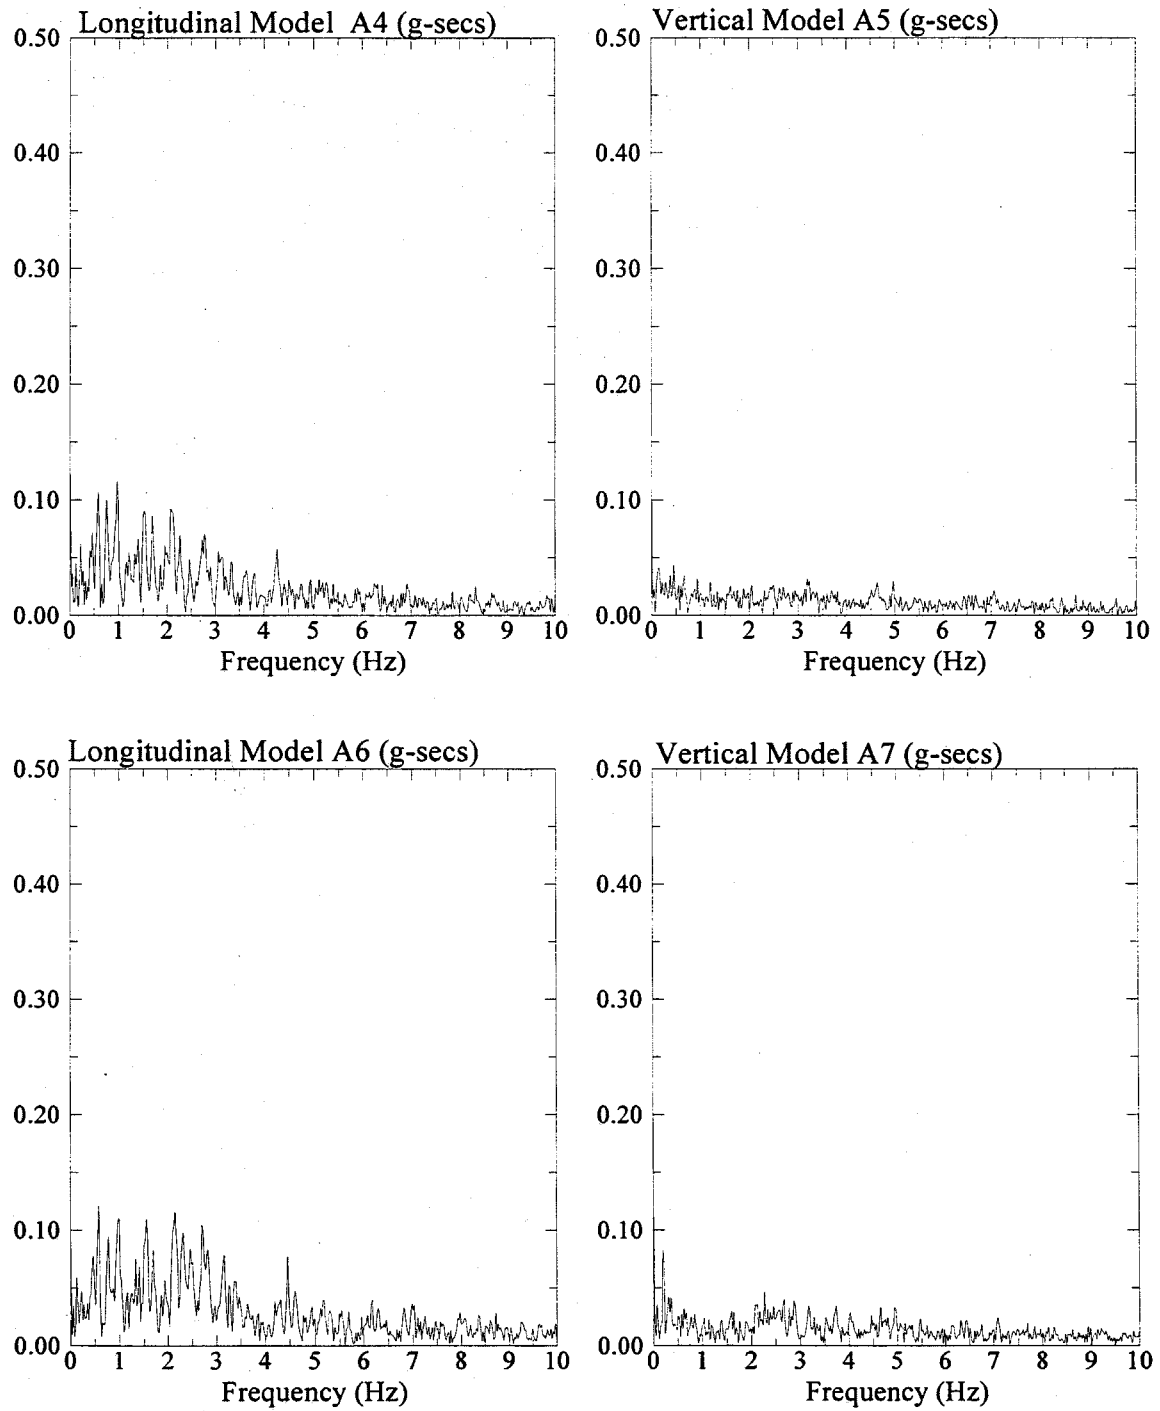 Longitudinal Model A4 (g-secs)
0.50
0.40
0.30
0.20
0.10
0.00
0 1 2 3 4 5 6 7 8 9 10
Frequency (Hz)
Vertical Model A5 (g-secs)
0.50
0.40
0.30
0.20
0.10
0.00
0 1 2 3 4 5 6 7 8 9 10
Frequency (Hz)
Longitudinal Model A6 (g-secs)
0.50
0.40
0.30
0.20
0.10
0.00
0 1 2 3 4 5 6 7 8 9 10
Frequency (Hz)
Vertical Model A7 (g-secs)
0.50
0.40
0.30
0.20
0.10
0.00
0 1 2 3 4 5 6 7 8 9 10
Frequency (Hz)